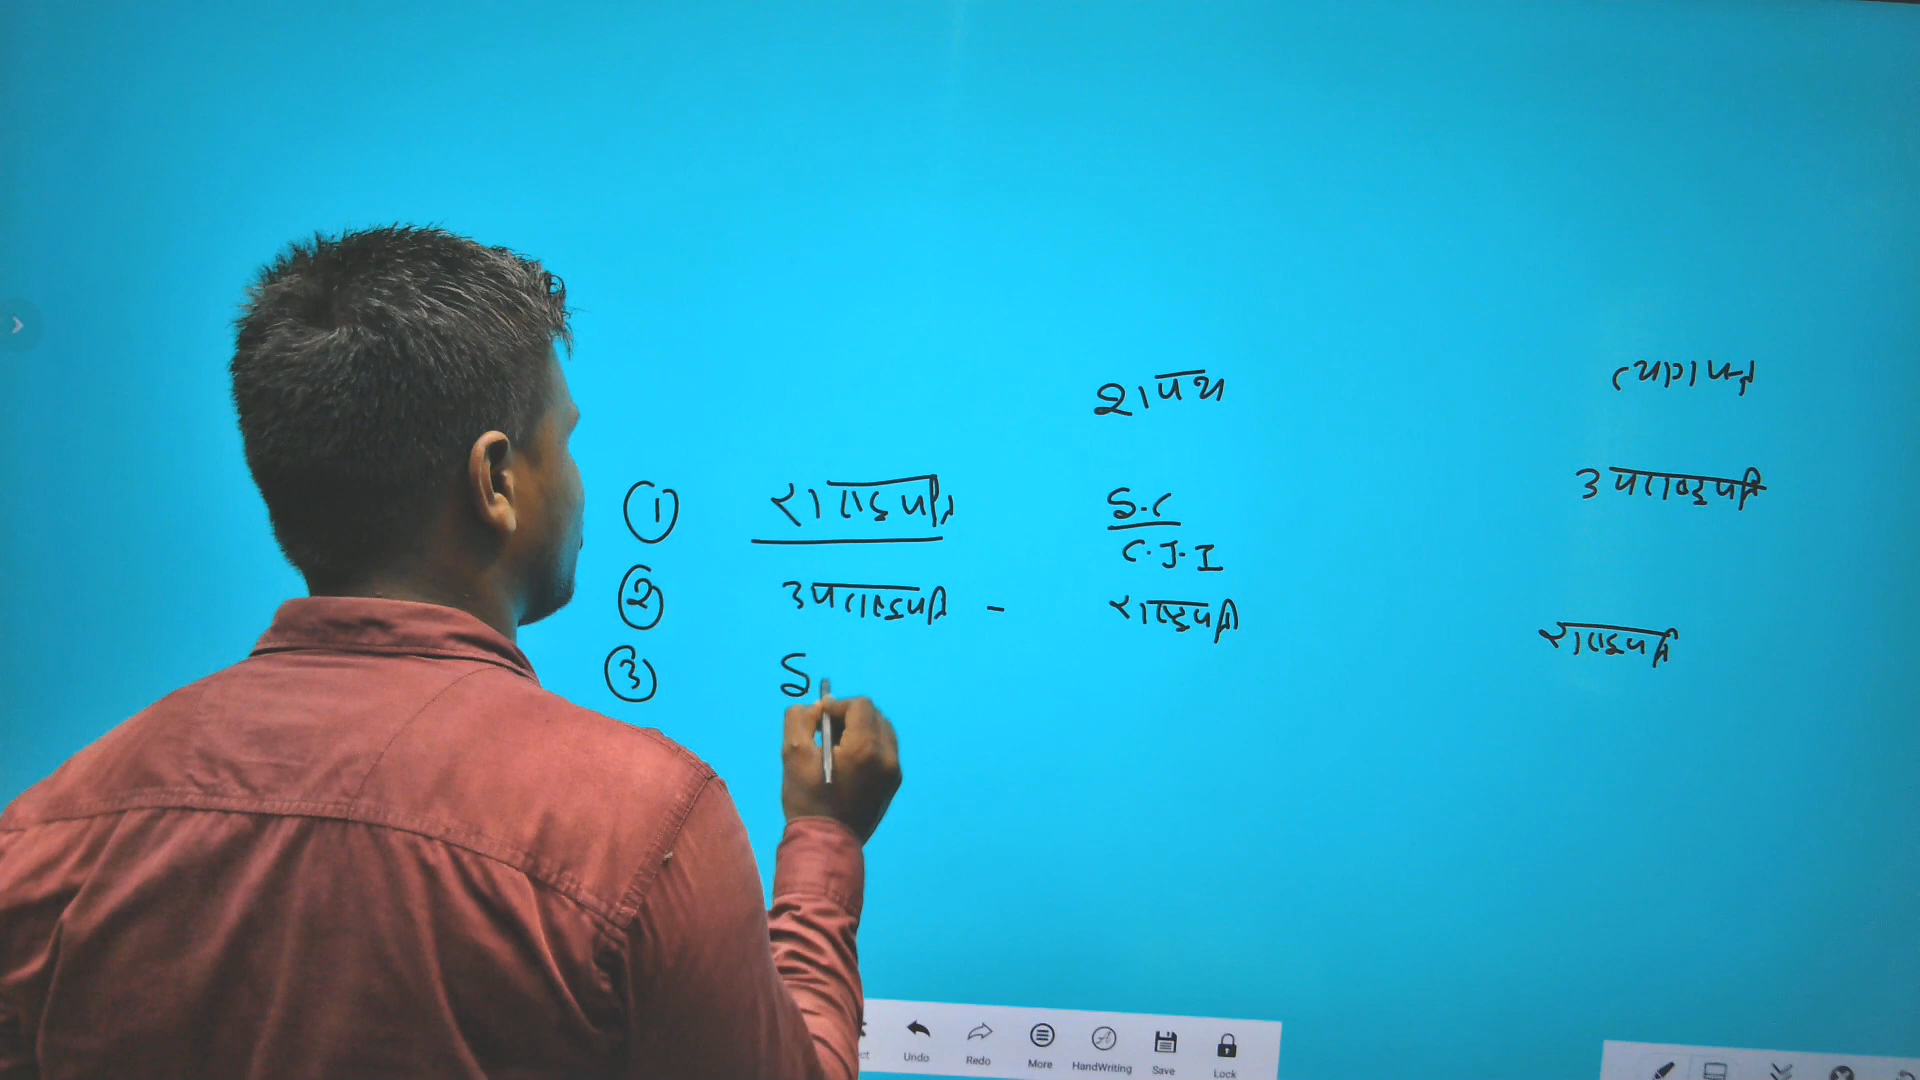 शपथ त्यागपत्र
① राष्ट्रपति S.C उपराष्ट्रपति
C.J.I
② उपराष्ट्रपति - राष्ट्रपति राष्ट्रपति
③ S
Undo Redo More HandWriting Save Lock